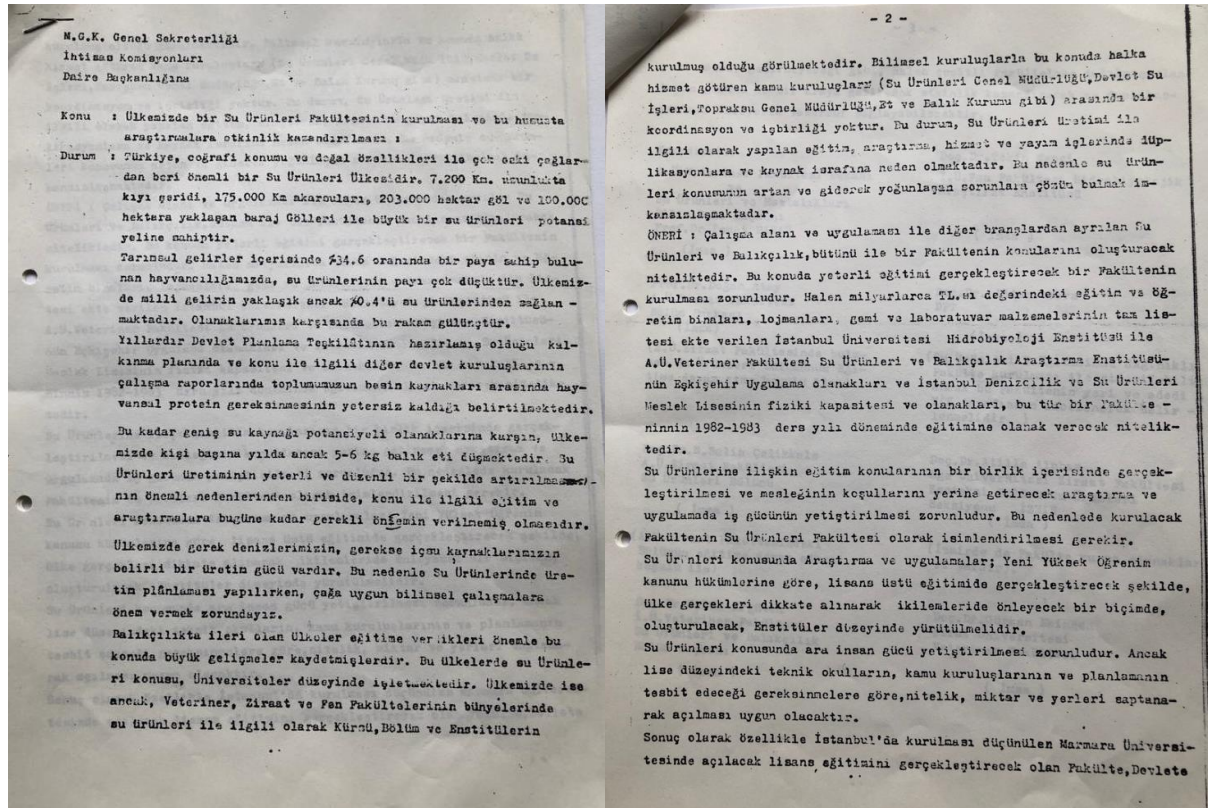 M.G.K. Genel Sekreterliği
İhtisas Komisyonları
Daire Başkanlığına
Konu : Ülkemizde bir Su Ürünleri Fakültesinin kurulması ve bu hususta
araştırmalara etkinlik kazandırılması :
Durum : Türkiye, coğrafi konumu ve doğal özellikleri ile çok eski çağlar-
dan beri önemli bir Su Ürünleri Ülkesidir. 7.200 Km. uzunlukta
kıyı şeridi, 175.000 Km akarsuları, 203.000 hektar göl ve 100.000
hektara yaklaşan baraj Gölleri ile büyük bir su ürünleri potansi
yeline sahiptir.
Tarımsal gelirler içerisinde %34.6 oranında bir paya sahip bulu-
nan hayvancılığımızda, su ürünlerinin payı çok düşüktür. Ülkemiz-
de milli gelirin yaklaşık ancak %0.4'ü su ürünlerinden sağlan -
maktadır. Olanaklarımız karşısında bu rakam gülünçtür.
Yıllardır Devlet Planlama Teşkilâtının hazırlamış olduğu kal-
kınma planında ve konu ile ilgili diğer devlet kuruluşlarının
çalışma raporlarında toplumumuzun besin kaynakları arasında hay-
vansal protein gereksinmesinin yetersiz kaldığı belirtilmektedir.
Bu kadar geniş su kaynağı potanciyeli olanaklarına karşın, ülke-
mizde kişi başına yılda ancak 5-6 kg balık eti düşmektedir. Bu
Ürünleri üretiminin yeterli ve düzenli bir şekilde artırılması-
nın önemli nedenlerinden biriside, konu ile ilgili eğitim ve
araştırmalara bugüne kadar gerekli önemin verilmemiş olmasıdır.
Ülkemizde gerek denizlerimizin, gerekse içsu kaynaklarımızın
belirli bir üretim gücü vardır. Bu nedenle Su Ürünlerinde üre-
tim plânlaması yapılırken, çağa uygun bilimsel çalışmalara
önem vermek zorundayız.
Balıkçılıkta ileri olan Ülkeler eğitime verdikleri önemle bu
konuda büyük gelişmeler kaydetmişlerdir. Bu ülkelerde su Ürünle-
ri konusu, Üniversiteler düzeyinde işletmektedir. Ülkemizde ise
ancak, Veteriner, Ziraat ve Fen Fakültelerinin bünyelerinde
su ürünleri ile ilgili olarak Kürsü,Bölüm ve Enstitülerin
- 2 -
kurulmuş olduğu görülmektedir. Bilimsel kuruluşlarla bu konuda halka
hizmet götüren kamu kuruluşları (Su Ürünleri Genel Müdürlüğü,Devlet Su
İşleri,Topraksu Genel Müdürlüğü,Et ve Balık Kurumu gibi) arasında bir
koordinasyon ve işbirliği yoktur. Bu durum, Su Ürünleri üretimi ile
ilgili olarak yapılan eğitim, araştırma, hizmet ve yayım işlerinde düp-
likasyonlara ve kaynak israfına neden olmaktadır. Bu nedenle su ürün-
leri konusunun artan ve giderek yoğunlaşan sorunlara çözüm bulmak im-
kansızlaşmaktadır.
ÖNERİ : Çalışma alanı ve uygulaması ile diğer branşlardan ayrılan Su
Ürünleri ve Balıkçılık,bütünü ile bir Fakültenin konularını oluşturacak
niteliktedir. Bu konuda yeterli eğitimi gerçekleştirecek bir Fakültenin
kurulması zorunludur. Halen milyarlarca TL.sı değerindeki eğitim ve öğ-
retim binaları, lojmanları, gemi ve laboratuvar malzemelerinin tam lis-
tesi ekte verilen İstanbul Üniversitesi Hidrobiyoloji Enstitüsü ile
A.Ü.Veteriner Fakültesi Su Ürünleri ve Balıkçılık Araştırma Enstitüsü-
nün Eşkişehir Uygulama olanakları ve İstanbul Denizcilik ve Su Ürünleri
Meslek Lisesinin fiziki kapasitesi ve olanakları, bu tür bir Fakülte -
ninnin 1982-1983 ders yılı döneminde eğitimine olanak verecek nitelik-
tedir.
Su Ürünlerine ilişkin eğitim konularının bir birlik içerisinde gerçek-
leştirilmesi ve mesleğinin koşullarını yerine getirecek araştırma ve
uygulamada iş gücünün yetiştirilmesi zorunludur. Bu nedenlede kurulacak
Fakültenin Su Ürünleri Fakültesi olarak isimlendirilmesi gerekir.
Su Ürünleri konusunda Araştırma ve uygulamalar; Yeni Yüksek Öğrenim
kanunu hükümlerine göre, lisans üstü eğitimide gerçekleştirecek şekilde,
ülke gerçekleri dikkate alınarak ikilemleride önleyecek bir biçimde,
oluşturulacak, Enstitüler düzeyinde yürütülmelidir.
Su Ürünleri konusunda ara insan gücü yetiştirilmesi zorunludur. Ancak
lise düzeyindeki teknik okulların, kamu kuruluşlarının ve planlamanın
tesbit edeceği gereksinmelere göre,nitelik, miktar ve yerleri saptana-
rak açılması uygun olacaktır.
Sonuç olarak özellikle İstanbul'da kurulması düşünülen Marmara Üniversi-
tesinde açılacak lisans eğitimini gerçekleştirecek olan Fakülte,Devlete